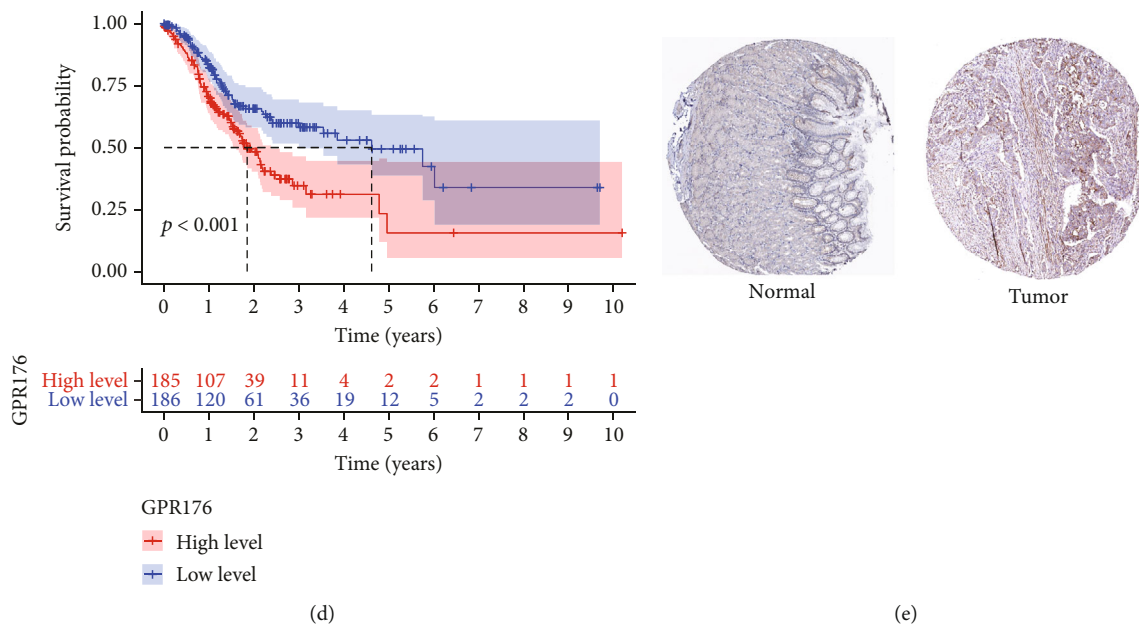 1.00
0.75
0.50
0.25
0.00
Survival probability
p < 0.001
0 1 2 3 4 5 6 7 8 9 10
Time (years)
GPR176
High level 185 107 39 11 4 2 2 1 1 1 1
Low level 186 120 61 36 19 12 5 2 2 2 0
0 1 2 3 4 5 6 7 8 9 10
Time (years)
GPR176
High level
Low level
(d)
Normal
Tumor
(e)